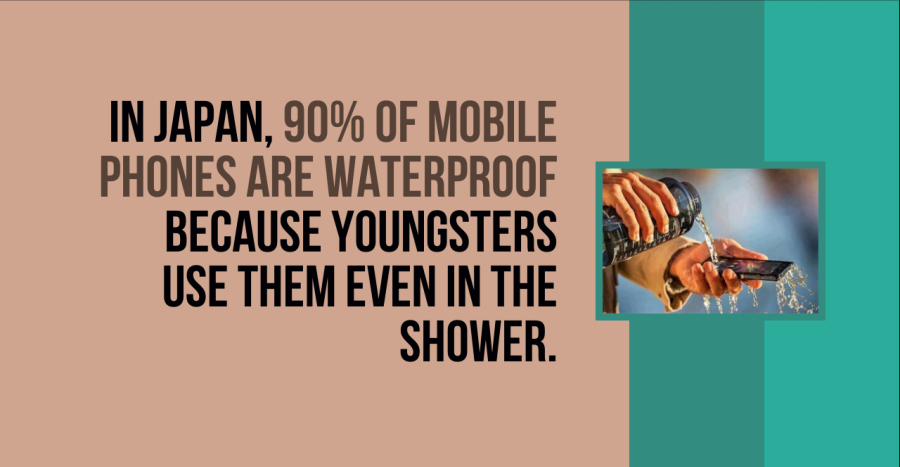 IN JAPAN, 90% OF MOBILE
PHONES ARE WATERPROOF
BECAUSE YOUNGSTERS
USE THEM EVEN IN THE
SHOWER.